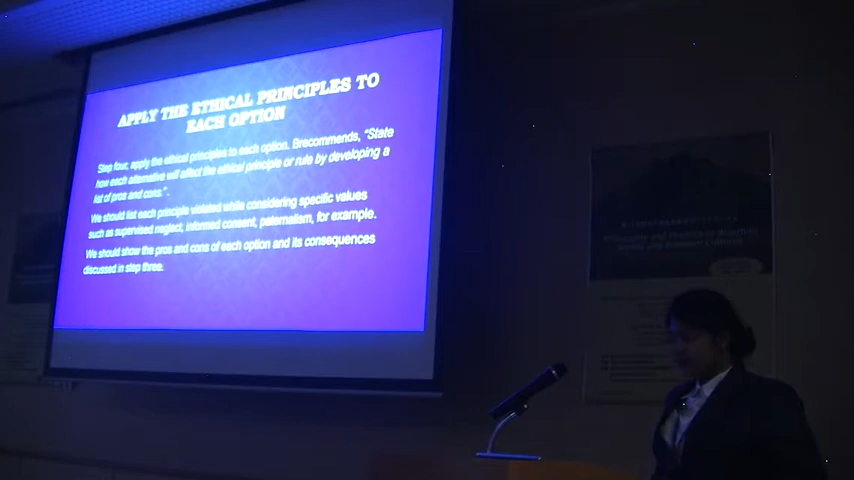 APPLY THE ETHICAL PRINCIPLES TO
EACH OPTION
Step four; apply the ethical principles to each option. Brecommends, "State
how each alternative will affect the ethical principle or rule by developing a
list of pros and cons.".
We should list each principle violated while considering specific values
such as supervised neglect, informed consent, paternalism, for example.
We should show the pros and cons of each option and its consequences
discussed in step three.